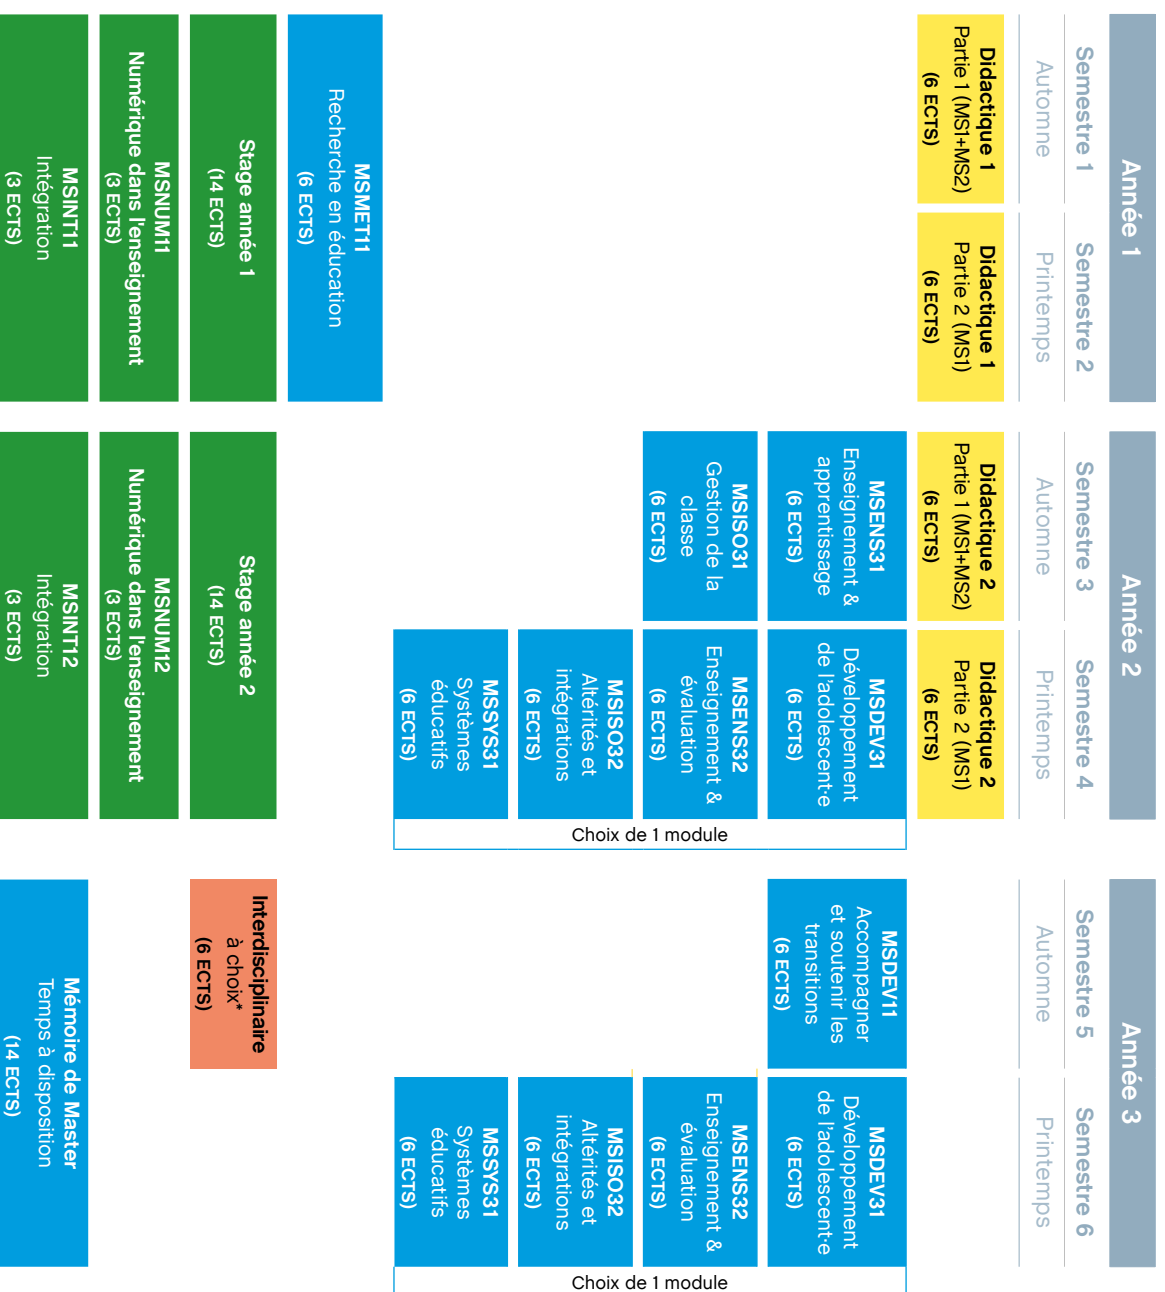 Année 1
Semestre 1
Automne
Semestre 2
Printemps
Didactique 1
Partie 1 (MS1+MS2)
(6 ECTS)
Didactique 1
Partie 2 (MS1)
(6 ECTS)
MSMET11
Recherche en éducation
(6 ECTS)
Stage année 1
(14 ECTS)
MSNUM11
Numérique dans l'enseignement
(3 ECTS)
MSINT11
Intégration
(3 ECTS)
Année 2
Semestre 3
Automne
Semestre 4
Printemps
Didactique 2
Partie 1 (MS1+MS2)
(6 ECTS)
Didactique 2
Partie 2 (MS1)
(6 ECTS)
MSENS31
Enseignement &
apprentissage
(6 ECTS)
MSDEV31
Développement
de l'adolescent·e
(6 ECTS)
MSISO31
Gestion de la
classe
(6 ECTS)
MSENS32
Enseignement &
évaluation
(6 ECTS)
MSISO32
Altérités et
intégrations
(6 ECTS)
MSSYS31
Systèmes
éducatifs
(6 ECTS)
Choix de 1 module
Stage année 2
(14 ECTS)
MSNUM12
Numérique dans l'enseignement
(3 ECTS)
MSINT12
Intégration
(3 ECTS)
Année 3
Semestre 5
Automne
Semestre 6
Printemps
MSDEV11
Accompagner
et soutenir les
transitions
(6 ECTS)
MSDEV31
Développement
de l'adolescent·e
(6 ECTS)
MSENS32
Enseignement &
évaluation
(6 ECTS)
MSISO32
Altérités et
intégrations
(6 ECTS)
MSSYS31
Systèmes
éducatifs
(6 ECTS)
Choix de 1 module
Interdisciplinaire
à choix*
(6 ECTS)
Mémoire de Master
Temps à disposition
(14 ECTS)